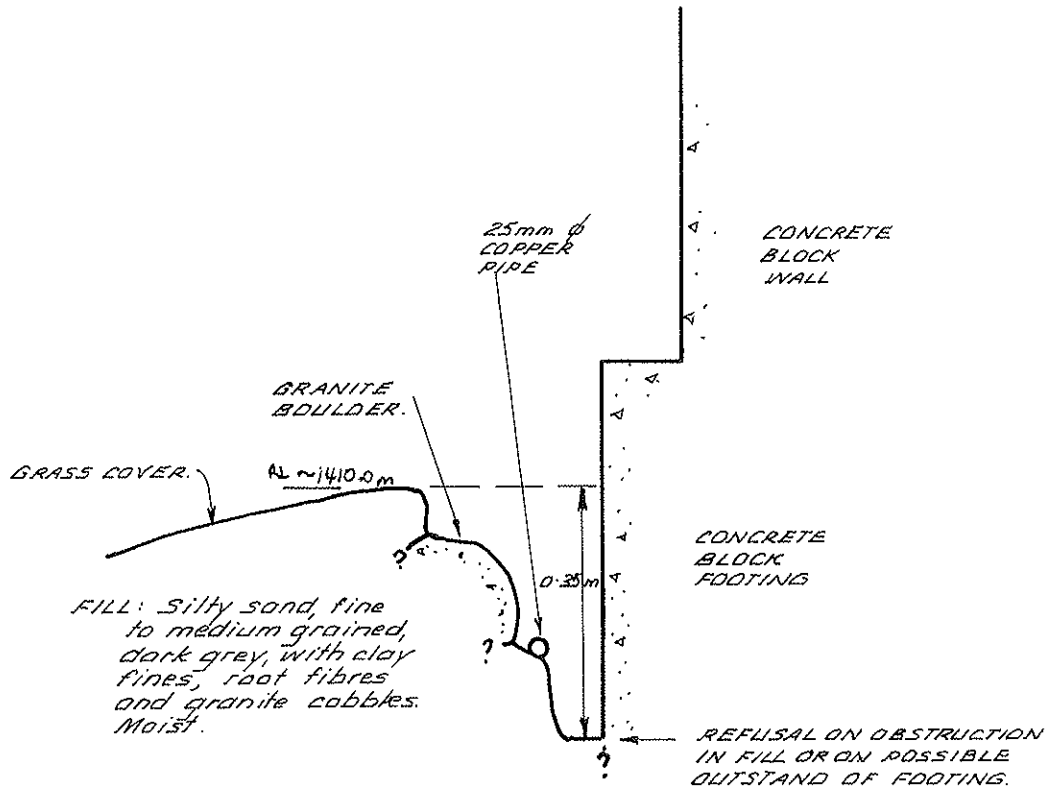 25mm ø
COPPER
PIPE
CONCRETE
BLOCK
WALL
GRANITE
BOULDER.
GRASS COVER.
RL ~1410.0 m
?
0.35m
CONCRETE
BLOCK
FOOTING
FILL: Silty sand, fine
to medium grained,
dark grey, with clay
fines, root fibres
and granite cobbles.
Moist.
?
REFUSAL ON OBSTRUCTION
IN FILL OR ON POSSIBLE
OUTSTAND OF FOOTING.
?